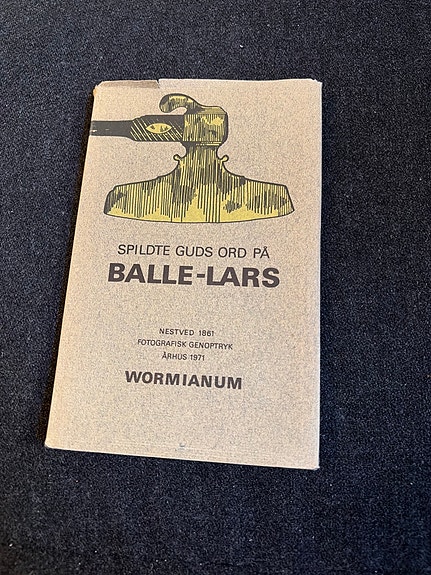 SPILDTE GUDS ORD PÅ
BALLE-LARS
NESTVED 1861
FOTOGRAFISK GENOPTRYK
ÅRHUS 1971
WORMIANUM